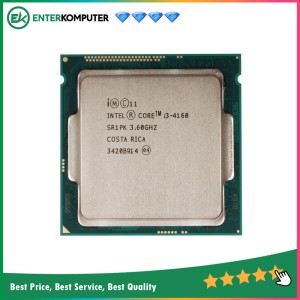 EK ENTERKOMPUTER
i M C 11
INTEL® CORE™ i3-4160
SR1PK 3.60GHZ
COSTA RICA
3420B914 e4
Best Price, Best Service, Best Quality